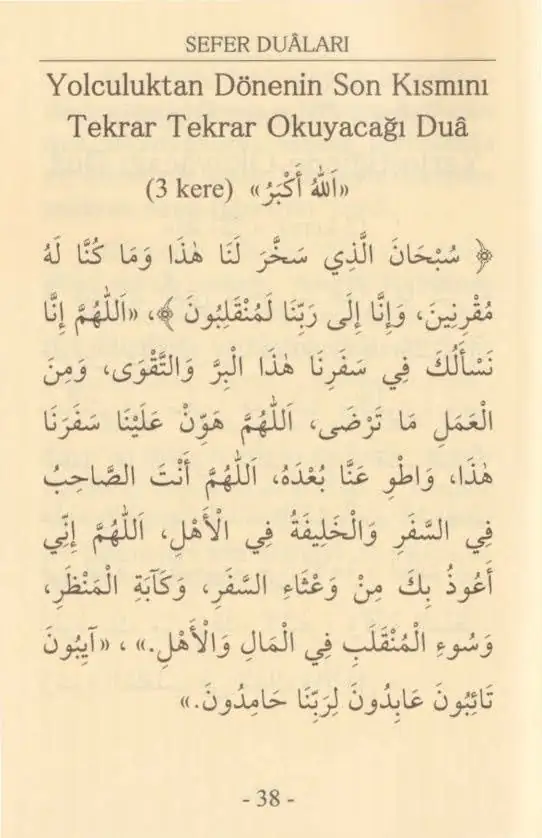 SEFER DUÂLARI
Yolculuktan Dönenin Son Kısmını
Tekrar Tekrar Okuyacağı Duâ
«اَللّٰهُ أَكْبَرُ» (3 kere)
﴿ سُبْحَانَ الَّذِي سَخَّرَ لَنَا هٰذَا وَمَا كُنَّا لَهُ
مُقْرِنِينَ، وَإِنَّا إِلَى رَبِّنَا لَمُنْقَلِبُونَ ﴾، «اَللّٰهُمَّ إِنَّا
نَسْأَلُكَ فِي سَفَرِنَا هٰذَا الْبِرَّ وَالتَّقْوَى، وَمِنَ
الْعَمَلِ مَا تَرْضَى، اَللّٰهُمَّ هَوِّنْ عَلَيْنَا سَفَرَنَا
هٰذَا، وَاطْوِ عَنَّا بُعْدَهُ، اَللّٰهُمَّ أَنْتَ الصَّاحِبُ
فِي السَّفَرِ وَالْخَلِيفَةُ فِي الْأَهْلِ، اَللّٰهُمَّ إِنِّي
أَعُوذُ بِكَ مِنْ وَعْثَاءِ السَّفَرِ، وَكَآبَةِ الْمَنْظَرِ،
وَسُوءِ الْمُنْقَلَبِ فِي الْمَالِ وَالْأَهْلِ.» ، «آيِبُونَ
تَائِبُونَ عَابِدُونَ لِرَبِّنَا حَامِدُونَ.»
- 38 -